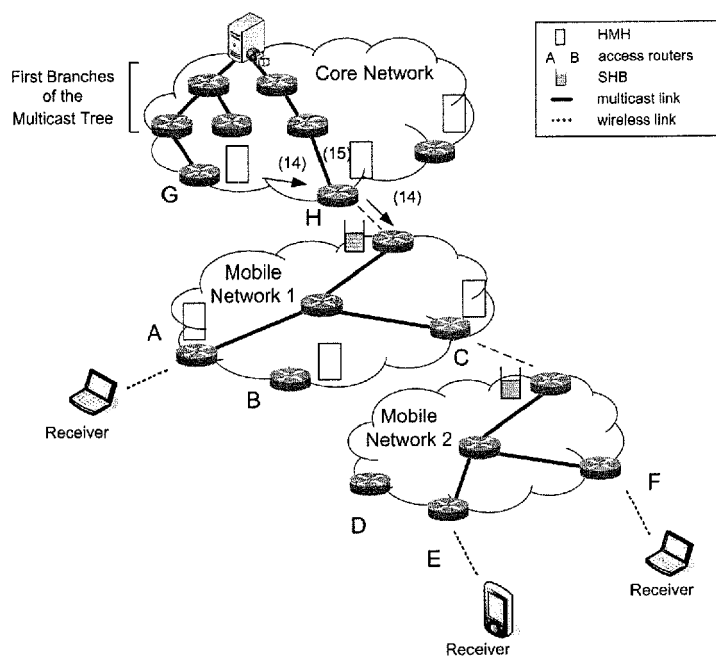 First Branches
of the
Multicast Tree
Core Network
HMH
A B access routers
SHB
multicast link
wireless link
(14)
(15)
(14)
G
H
Mobile
Network 1
A
B
C
Receiver
Mobile
Network 2
D
E
F
Receiver
Receiver